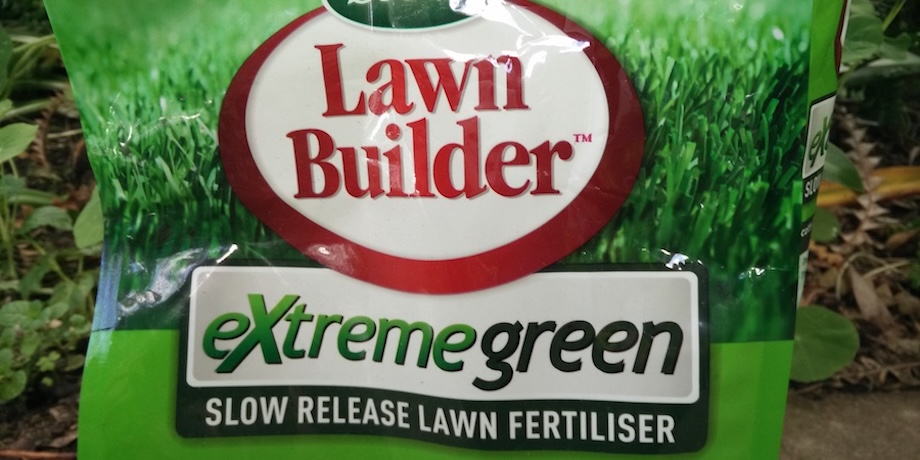 Lawn
Builder™
eXtremegreen
SLOW RELEASE LAWN FERTILISER